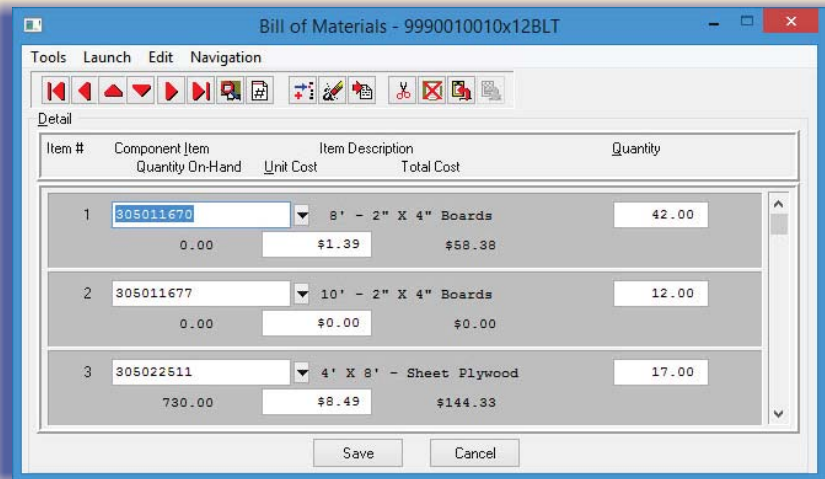 Bill of Materials - 9990010010x12BLT
Tools Launch Edit Navigation
Detail
Item # Component Item Item Description Quantity
Quantity On-Hand Unit Cost Total Cost
1 305011670 8' - 2" X 4" Boards 42.00
0.00 $1.39 $58.38
2 305011677 10' - 2" X 4" Boards 12.00
0.00 $0.00 $0.00
3 305022511 4' X 8' - Sheet Plywood 17.00
730.00 $8.49 $144.33
Save Cancel